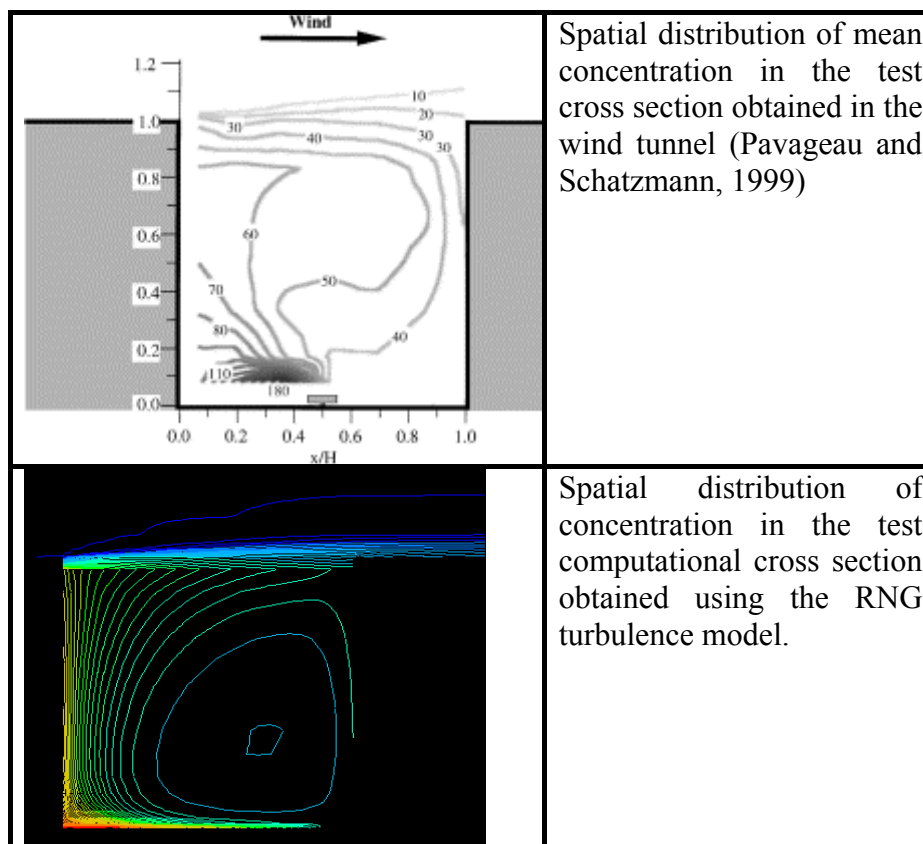 Wind
1.2
10
20
1.0
30
40
30
30
0.8
0.6
60
50
0.4
70
80
40
0.2
110
180
0.0
0.0 0.2 0.4 0.6 0.8 1.0
x/H
Spatial distribution of mean
concentration in the test
cross section obtained in the
wind tunnel (Pavageau and
Schatzmann, 1999)
Spatial distribution of
concentration in the test
computational cross section
obtained using the RNG
turbulence model.